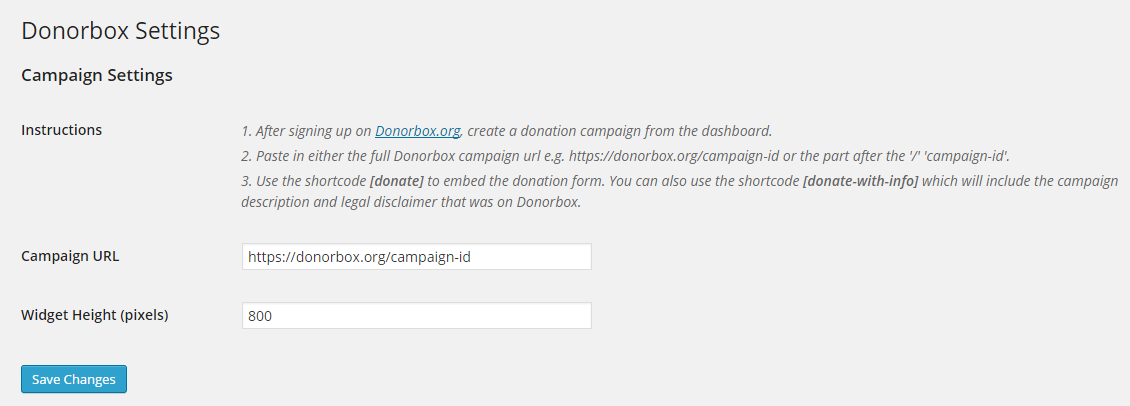 Donorbox Settings
Campaign Settings
Instructions
1. After signing up on Donorbox.org, create a donation campaign from the dashboard.
2. Paste in either the full Donorbox campaign url e.g. https://donorbox.org/campaign-id or the part after the '/' 'campaign-id'.
3. Use the shortcode [donate] to embed the donation form. You can also use the shortcode [donate-with-info] which will include the campaign
description and legal disclaimer that was on Donorbox.
Campaign URL
https://donorbox.org/campaign-id
Widget Height (pixels)
800
Save Changes